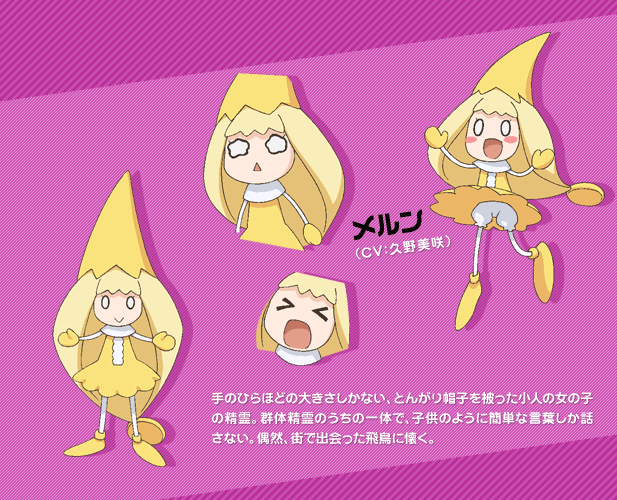 メルン
（CV：久野美咲）
手のひらほどの大きさしかない、とんがり帽子を被った小人の女の子
の精霊。群体精霊のうちの一体で、子供のように簡単な言葉しか話
さない。偶然、街で出会った飛鳥に懐く。